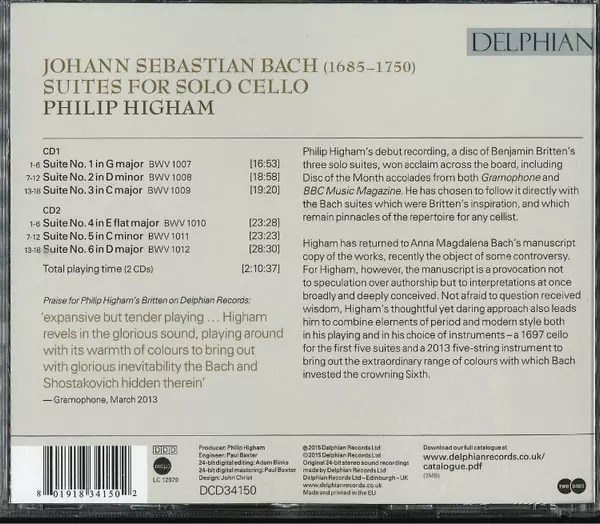 DELPHIAN
JOHANN SEBASTIAN BACH (1685–1750)
SUITES FOR SOLO CELLO
PHILIP HIGHAM
CD1
1-6 Suite No. 1 in G major BWV 1007 [16:53]
7-12 Suite No. 2 in D minor BWV 1008 [18:58]
13-18 Suite No. 3 in C major BWV 1009 [19:20]
CD2
1-6 Suite No. 4 in E flat major BWV 1010 [23:28]
7-12 Suite No. 5 in C minor BWV 1011 [23:23]
13-18 Suite No. 6 in D major BWV 1012 [28:30]
Total playing time (2 CDs) [2:10:37]
Praise for Philip Higham's Britten on Delphian Records:
'expansive but tender playing ... Higham
revels in the glorious sound, playing around
with its warmth of colours to bring out
with glorious inevitability the Bach and
Shostakovich hidden therein'
— Gramophone, March 2013
Philip Higham's debut recording, a disc of Benjamin Britten's
three solo suites, won acclaim across the board, including
Disc of the Month accolades from both Gramophone and
BBC Music Magazine. He has chosen to follow it directly with
the Bach suites which were Britten's inspiration, and which
remain pinnacles of the repertoire for any cellist.
Higham has returned to Anna Magdalena Bach's manuscript
copy of the works, recently the object of some controversy.
For Higham, however, the manuscript is a provocation not
to speculation over authorship but to interpretations at once
broadly and deeply conceived. Not afraid to question received
wisdom, Higham's thoughtful yet daring approach also leads
him to combine elements of period and modern style both
in his playing and in his choice of instruments – a 1697 cello
for the first five suites and a 2013 five-string instrument to
bring out the extraordinary range of colours with which Bach
invested the crowning Sixth.
8 01918 34150 2
mcps
DDD
LC 12979
Producer: Philip Higham
Engineer: Paul Baxter
24-bit digital editing: Adam Binks
24-bit digital mastering: Paul Baxter
Design: John Christ
DCD34150
℗ 2015 Delphian Records Ltd
© 2015 Delphian Records Ltd
Original 24-bit stereo sound recordings
Delphian Records Ltd – Edinburgh – UK
Made and printed in the EU
Download our full catalogue at
www.delphianrecords.co.uk/
catalogue.pdf
(3MB)
TWO DISCS